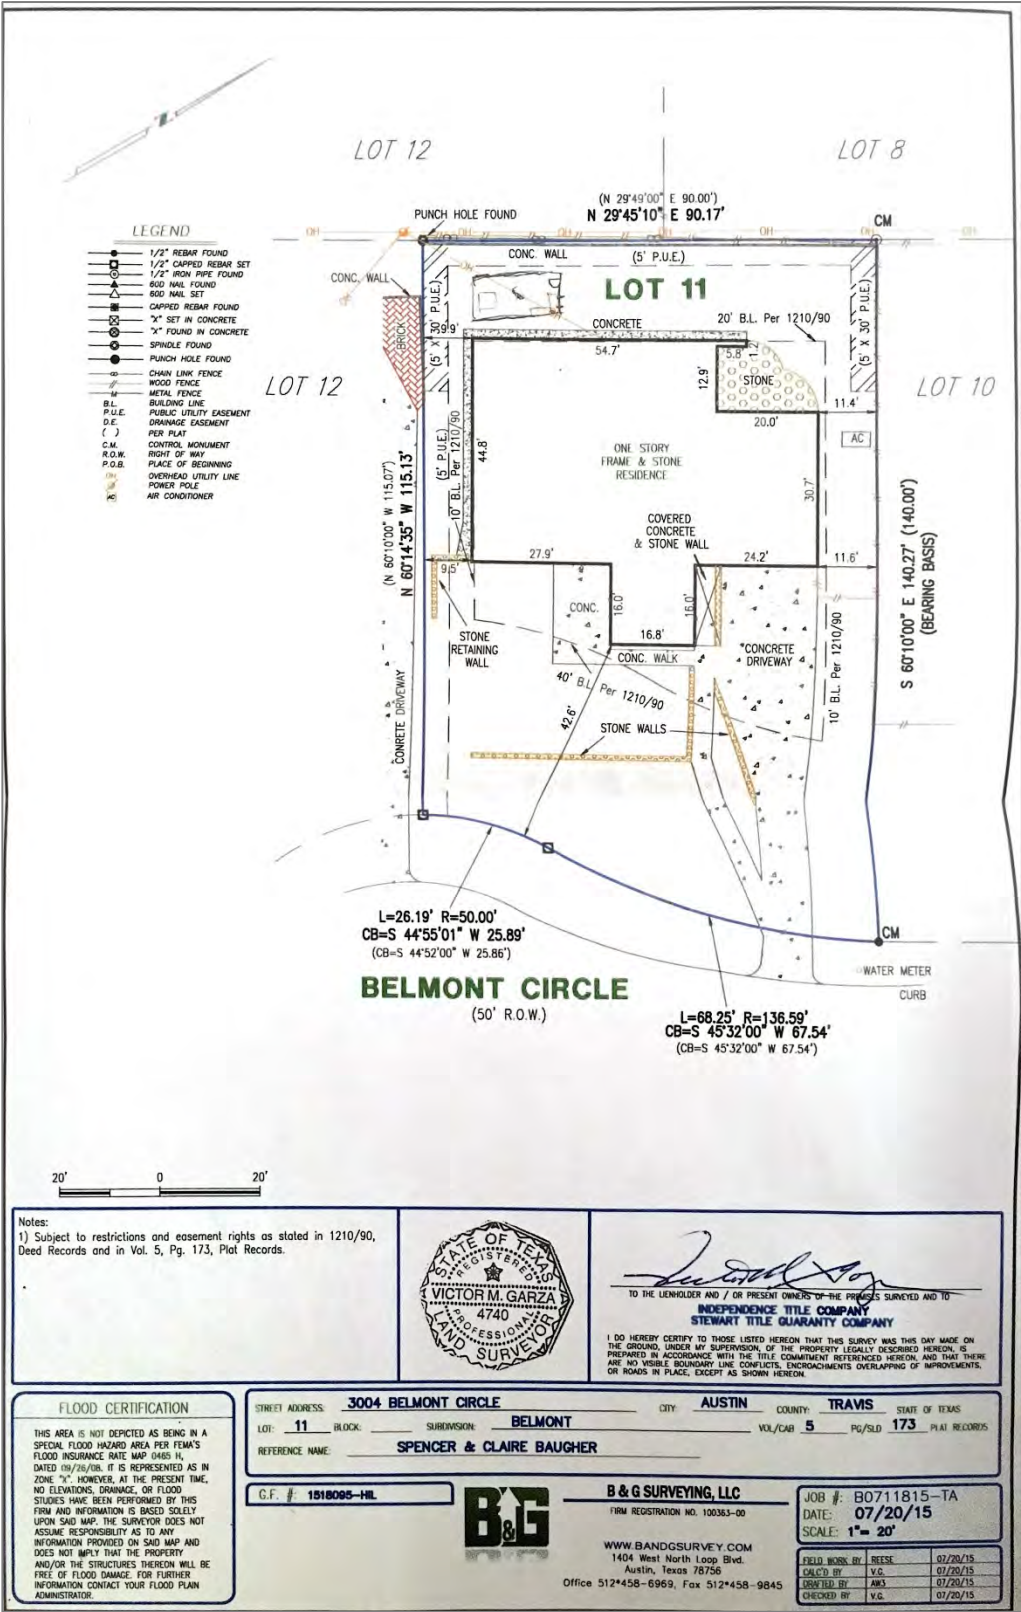 LOT 12
LOT 8
(N 29°49'00" E 90.00')
N 29°45'10" E 90.17'
PUNCH HOLE FOUND
CM
OH OH OH OH OH OH OH
LEGEND
1/2" REBAR FOUND
1/2" CAPPED REBAR SET
1/2" IRON PIPE FOUND
60D NAIL FOUND
60D NAIL SET
CAPPED REBAR FOUND
"X" SET IN CONCRETE
"X" FOUND IN CONCRETE
SPINDLE FOUND
PUNCH HOLE FOUND
CHAIN LINK FENCE
WOOD FENCE
METAL FENCE
B.L. BUILDING LINE
P.U.E. PUBLIC UTILITY EASEMENT
D.E. DRAINAGE EASEMENT
( ) PER PLAT
C.M. CONTROL MONUMENT
R.O.W. RIGHT OF WAY
P.O.B. PLACE OF BEGINNING
OH OVERHEAD UTILITY LINE
POWER POLE
AC AIR CONDITIONER
CONC. WALL
(5' P.U.E.)
CONC. WALL
LOT 11
(5' X 30' P.U.E.)
(5' X 30' P.U.E.)
BRICK
9.9'
CONCRETE
20' B.L. Per 1210/90
54.7'
5.8'
1.2'
12.9'
STONE
LOT 12
LOT 10
11.4'
20.0'
AC
(5' P.U.E.)
10' B.L. Per 1210/90
44.8'
ONE STORY
FRAME & STONE
RESIDENCE
30.7'
(N 60°10'00" W 115.07')
N 60°14'35" W 115.13'
S 60°10'00" E 140.27' (140.00')
(BEARING BASIS)
COVERED
CONCRETE
& STONE WALL
9.5'
27.9'
24.2'
11.6'
CONC.
16.0'
16.0'
16.8'
STONE
RETAINING
WALL
CONC. WALK
CONCRETE
DRIVEWAY
40' B.L. Per 1210/90
10' B.L. Per 1210/90
42.6'
STONE WALLS
CONRETE DRIVEWAY
L=26.19' R=50.00'
CB=S 44°55'01" W 25.89'
(CB=S 44°52'00" W 25.86')
CM
WATER METER
CURB
BELMONT CIRCLE
(50' R.O.W.)
L=68.25' R=136.59'
CB=S 45°32'00" W 67.54'
(CB=S 45°32'00" W 67.54')
20' 0 20'
Notes:
1) Subject to restrictions and easement rights as stated in 1210/90,
Deed Records and in Vol. 5, Pg. 173, Plat Records.
STATE OF TEXAS
REGISTERED
VICTOR M. GARZA
4740
PROFESSIONAL
LAND SURVEYOR
TO THE LIENHOLDER AND / OR PRESENT OWNERS OF THE PREMISES SURVEYED AND TO
INDEPENDENCE TITLE COMPANY
STEWART TITLE GUARANTY COMPANY
I DO HEREBY CERTIFY TO THOSE LISTED HEREON THAT THIS SURVEY WAS THIS DAY MADE ON
THE GROUND, UNDER MY SUPERVISION, OF THE PROPERTY LEGALLY DESCRIBED HEREON, IS
PREPARED IN ACCORDANCE WITH THE TITLE COMMITMENT REFERENCED HEREON, AND THAT THERE
ARE NO VISIBLE BOUNDARY LINE CONFLICTS, ENCROACHMENTS OVERLAPPING OF IMPROVEMENTS,
OR ROADS IN PLACE, EXCEPT AS SHOWN HEREON.
FLOOD CERTIFICATION
THIS AREA IS NOT DEPICTED AS BEING IN A
SPECIAL FLOOD HAZARD AREA PER FEMA'S
FLOOD INSURANCE RATE MAP 0465 H,
DATED 09/26/08. IT IS REPRESENTED AS IN
ZONE "X". HOWEVER, AT THE PRESENT TIME,
NO ELEVATIONS, DRAINAGE, OR FLOOD
STUDIES HAVE BEEN PERFORMED BY THIS
FIRM AND INFORMATION IS BASED SOLELY
UPON SAID MAP. THE SURVEYOR DOES NOT
ASSUME RESPONSIBILITY AS TO ANY
INFORMATION PROVIDED ON SAID MAP AND
DOES NOT IMPLY THAT THE PROPERTY
AND/OR THE STRUCTURES THEREON WILL BE
FREE OF FLOOD DAMAGE. FOR FURTHER
INFORMATION CONTACT YOUR FLOOD PLAIN
ADMINISTRATOR.
STREET ADDRESS: 3004 BELMONT CIRCLE CITY AUSTIN COUNTY: TRAVIS STATE OF TEXAS
LOT: 11 BLOCK: SUBDIVISION: BELMONT VOL/CAB 5 PG/SLD 173 PLAT RECORDS
REFERENCE NAME: SPENCER & CLAIRE BAUGHER
G.F. #: 1518095-HIL
B&G
B & G SURVEYING, LLC
FIRM REGISTRATION NO. 100363-00
WWW.BANDGSURVEY.COM
1404 West North Loop Blvd.
Austin, Texas 78756
Office 512*458-6969, Fax 512*458-9845
JOB #: B0711815-TA
DATE: 07/20/15
SCALE: 1"= 20'
FIELD WORK BY REESE 07/20/15
CALC'D BY V.G. 07/20/15
DRAFTED BY AWS 07/20/15
CHECKED BY V.G. 07/20/15